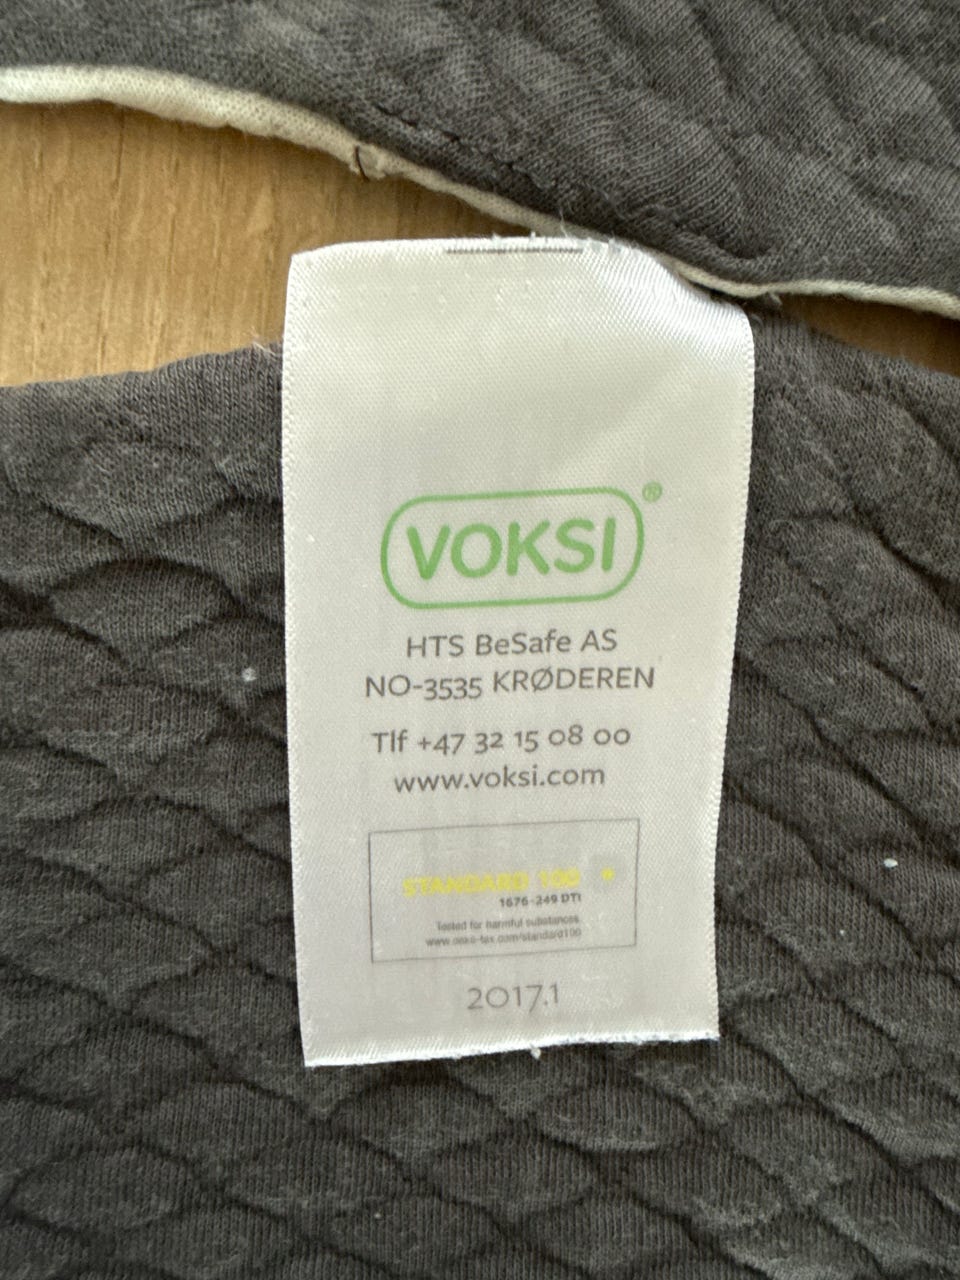 VOKSI®
HTS BeSafe AS
NO-3535 KRØDEREN
Tlf +47 32 15 08 00
www.voksi.com
STANDARD 100
1676-249 DTI
Tested for harmful substances
www.oeko-tex.com/standard100
2017.1